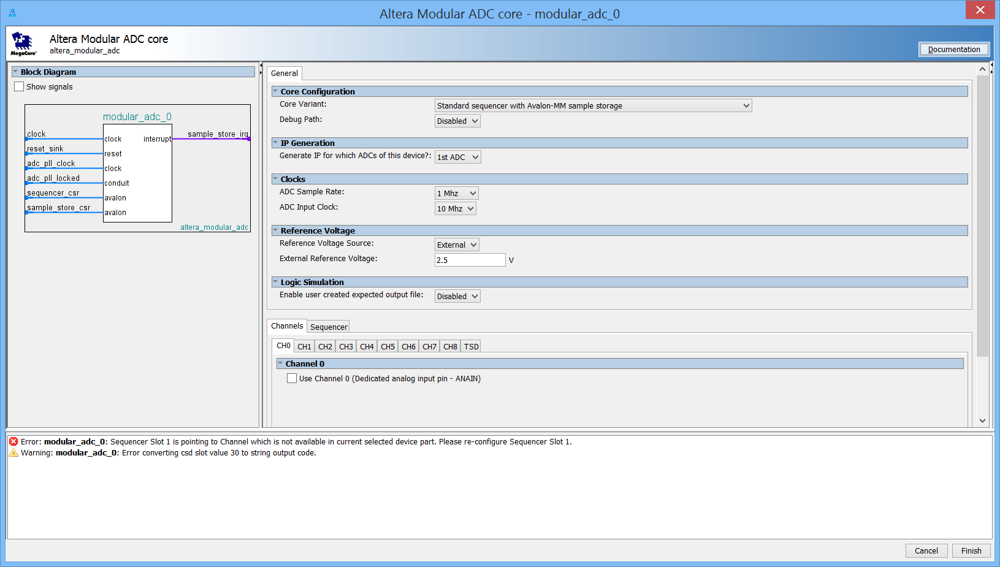 Altera Modular ADC core - modular_adc_0
MegaCore®
Altera Modular ADC core
altera_modular_adc
Documentation
Block Diagram
Show signals
modular_adc_0
clock
clock
interrupt
sample_store_irq
reset_sink
reset
adc_pll_clock
clock
adc_pll_locked
conduit
sequencer_csr
avalon
sample_store_csr
avalon
altera_modular_adc
General
Core Configuration
Core Variant: Standard sequencer with Avalon-MM sample storage
Debug Path: Disabled
IP Generation
Generate IP for which ADCs of this device?: 1st ADC
Clocks
ADC Sample Rate: 1 Mhz
ADC Input Clock: 10 Mhz
Reference Voltage
Reference Voltage Source: External
External Reference Voltage: 2.5 V
Logic Simulation
Enable user created expected output file: Disabled
Channels Sequencer
CH0 CH1 CH2 CH3 CH4 CH5 CH6 CH7 CH8 TSD
Channel 0
Use Channel 0 (Dedicated analog input pin - ANAIN)
Error: modular_adc_0: Sequencer Slot 1 is pointing to Channel which is not available in current selected device part. Please re-configure Sequencer Slot 1.
Warning: modular_adc_0: Error converting csd slot value 30 to string output code.
Cancel Finish